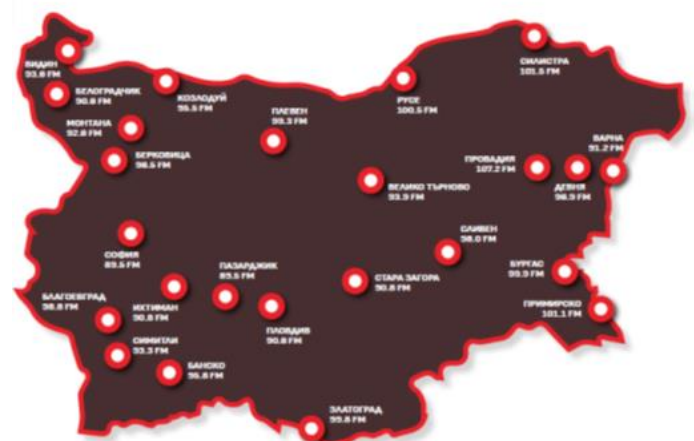 ВИДИН
93.8 FM
БЕЛОГРАДЧИК
90.8 FM
МОНТАНА
92.8 FM
БЕРКОВИЦА
98.5 FM
КОЗЛОДУЙ
95.5 FM
ПЛЕВЕН
99.3 FM
РУСЕ
100.5 FM
СИЛИСТРА
101.5 FM
ВАРНА
91.2 FM
ПРОВАДИЯ
107.2 FM
ДЕВНЯ
98.9 FM
ВЕЛИКО ТЪРНОВО
93.9 FM
СОФИЯ
89.5 FM
СЛИВЕН
98.0 FM
БУРГАС
99.9 FM
ПАЗАРДЖИК
89.5 FM
СТАРА ЗАГОРА
90.8 FM
БЛАГОЕВГРАД
98.8 FM
ИХТИМАН
90.8 FM
ПЛОВДИВ
90.8 FM
ПРИМОРСКО
101.1 FM
СИМИТЛИ
93.3 FM
БАНСКО
96.8 FM
ЗЛАТОГРАД
99.8 FM